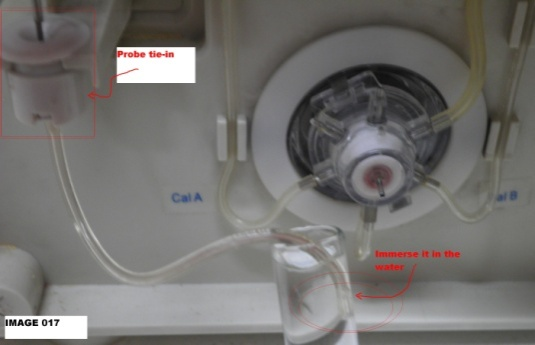 Probe tie-in
Cal A
al B
Immerse it in the
water
IMAGE 017